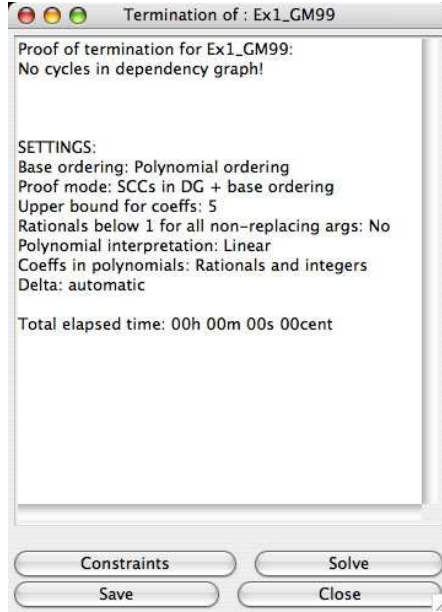 Termination of : Ex1_GM99
Proof of termination for Ex1_GM99:
No cycles in dependency graph!
SETTINGS:
Base ordering: Polynomial ordering
Proof mode: SCCs in DG + base ordering
Upper bound for coeffs: 5
Rationals below 1 for all non-replacing args: No
Polynomial interpretation: Linear
Coeffs in polynomials: Rationals and integers
Delta: automatic
Total elapsed time: 00h 00m 00s 00cent
Constraints
Solve
Save
Close